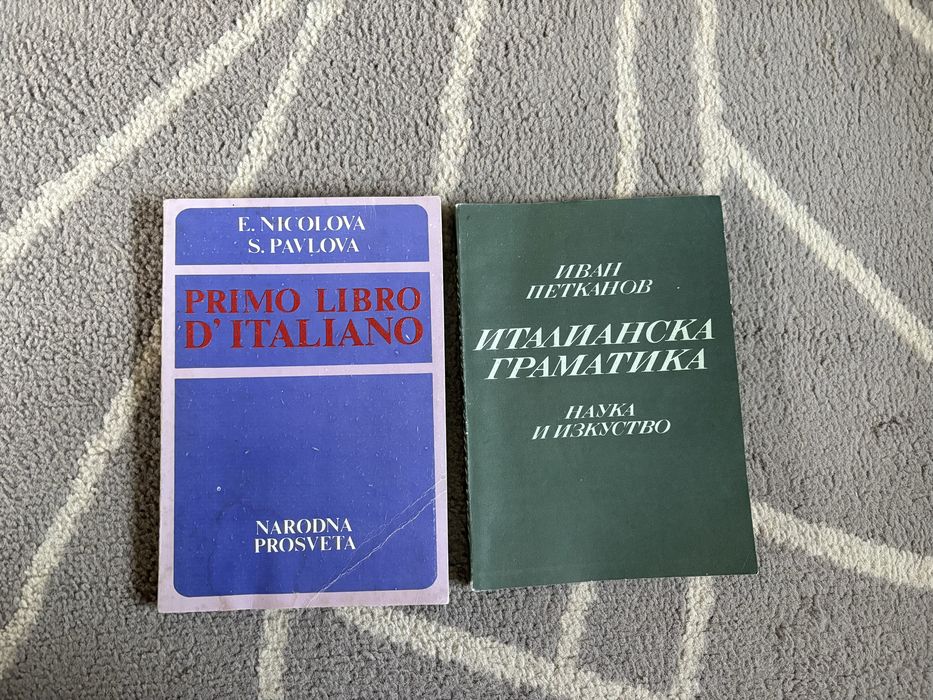 E. NICOLOVA
S. PAVLOVA
PRIMO LIBRO
D'ITALIANO
NARODNA
PROSVETA
ИВАН
ПЕТКАНОВ
ИТАЛИАНСКА
ГРАМАТИКА
НАУКА
И ИЗКУСТВО